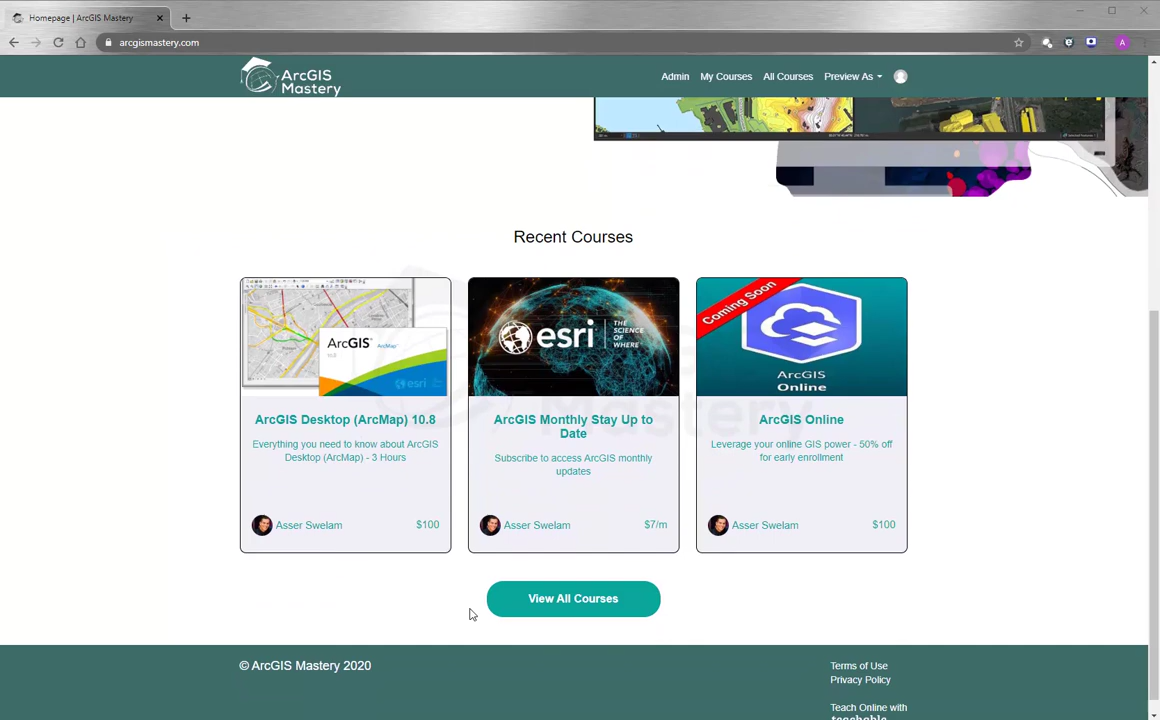 Homepage | ArcGIS Mastery
arcgismastery.com
A
ArcGIS
Mastery
Admin
My Courses
All Courses
Preview As
Recent Courses
ArcGIS® ArcMap™
esri
esri THE
SCIENCE
OF
WHERE
Coming Soon
ArcGIS
Online
ArcGIS Desktop (ArcMap) 10.8
Everything you need to know about ArcGIS
Desktop (ArcMap) - 3 Hours
Asser Swelam $100
ArcGIS Monthly Stay Up to
Date
Subscribe to access ArcGIS monthly
updates
Asser Swelam $7/m
ArcGIS Online
Leverage your online GIS power - 50% off
for early enrollment
Asser Swelam $100
Mastery
View All Courses
© ArcGIS Mastery 2020
Terms of Use
Privacy Policy
Teach Online with
teachable